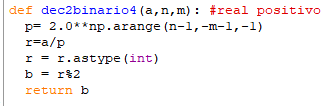 def dec2binario4(a,n,m): #real positivo
  p= 2.0**np.arange(n-1,-m-1,-1)
  r=a/p
  r = r.astype(int)
  b = r%2
  return b